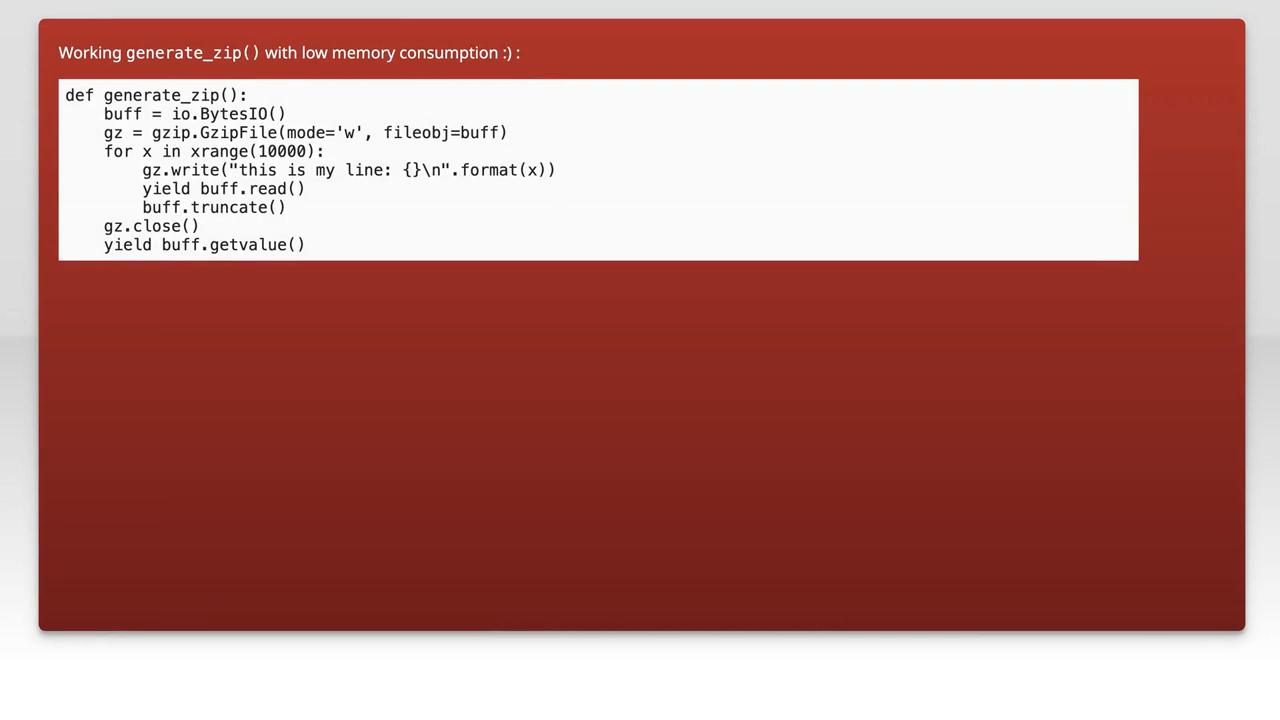 Working generate_zip() with low memory consumption :) :
def generate_zip():
    buff = io.BytesIO()
    gz = gzip.GzipFile(mode='w', fileobj=buff)
    for x in xrange(10000):
        gz.write("this is my line: {}\n".format(x))
        yield buff.read()
        buff.truncate()
    gz.close()
    yield buff.getvalue()